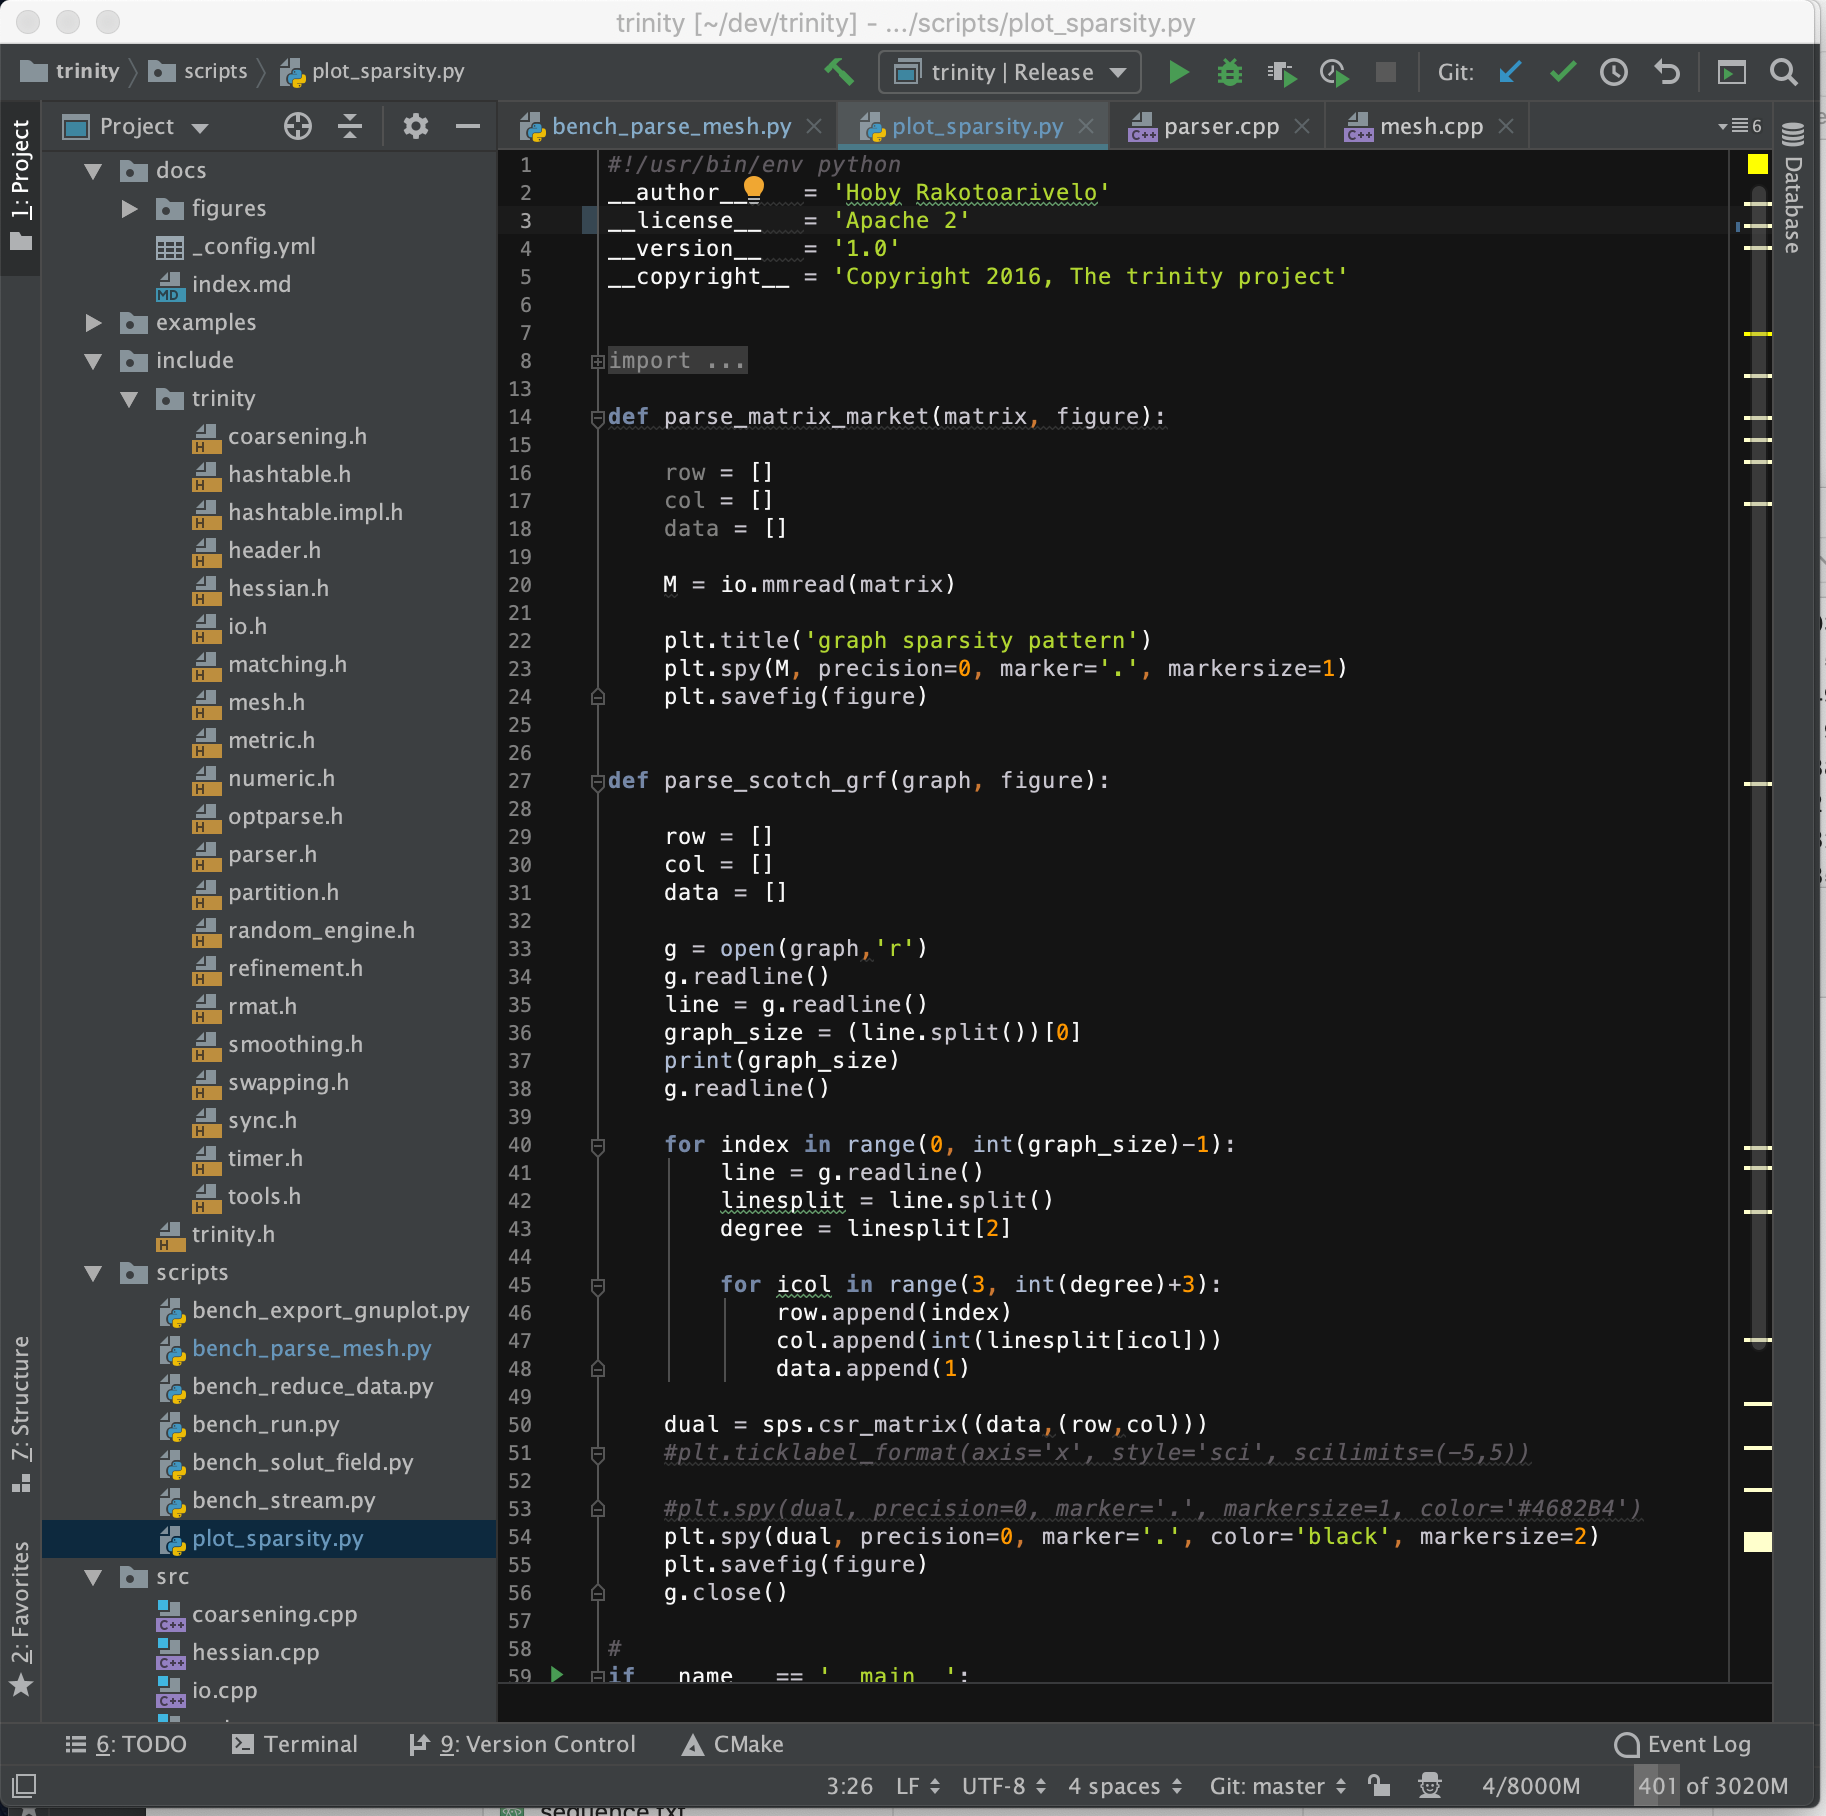 trinity [~/dev/trinity] - .../scripts/plot_sparsity.py
trinity
scripts
plot_sparsity.py
trinity | Release
Git:
1: Project
Project
bench_parse_mesh.py
plot_sparsity.py
parser.cpp
mesh.cpp
6
Database
docs
figures
_config.yml
index.md
examples
include
trinity
coarsening.h
hashtable.h
hashtable.impl.h
header.h
hessian.h
io.h
matching.h
mesh.h
metric.h
numeric.h
optparse.h
parser.h
partition.h
random_engine.h
refinement.h
rmat.h
smoothing.h
swapping.h
sync.h
timer.h
tools.h
trinity.h
scripts
bench_export_gnuplot.py
bench_parse_mesh.py
bench_reduce_data.py
bench_run.py
bench_solut_field.py
bench_stream.py
plot_sparsity.py
src
coarsening.cpp
hessian.cpp
io.cpp
7: Structure
2: Favorites
1 #!/usr/bin/env python
2 __author__ = 'Hoby Rakotoarivelo'
3 __license__ = 'Apache 2'
4 __version__ = '1.0'
5 __copyright__ = 'Copyright 2016, The trinity project'
6
7
8 import ...
13
14 def parse_matrix_market(matrix, figure):
15
16 row = []
17 col = []
18 data = []
19
20 M = io.mmread(matrix)
21
22 plt.title('graph sparsity pattern')
23 plt.spy(M, precision=0, marker='.', markersize=1)
24 plt.savefig(figure)
25
26
27 def parse_scotch_grf(graph, figure):
28
29 row = []
30 col = []
31 data = []
32
33 g = open(graph,'r')
34 g.readline()
35 line = g.readline()
36 graph_size = (line.split())[0]
37 print(graph_size)
38 g.readline()
39
40 for index in range(0, int(graph_size)-1):
41 line = g.readline()
42 linesplit = line.split()
43 degree = linesplit[2]
44
45 for icol in range(3, int(degree)+3):
46 row.append(index)
47 col.append(int(linesplit[icol]))
48 data.append(1)
49
50 dual = sps.csr_matrix((data,(row,col)))
51 #plt.ticklabel_format(axis='x', style='sci', scilimits=(-5,5))
52
53 #plt.spy(dual, precision=0, marker='.', markersize=1, color='#4682B4')
54 plt.spy(dual, precision=0, marker='.', color='black', markersize=2)
55 plt.savefig(figure)
56 g.close()
57
58 #
59 if __name__ == '__main__':
6: TODO
Terminal
9: Version Control
CMake
Event Log
3:26
LF
UTF-8
4 spaces
Git: master
4/8000M
401 of 3020M
sequence.txt